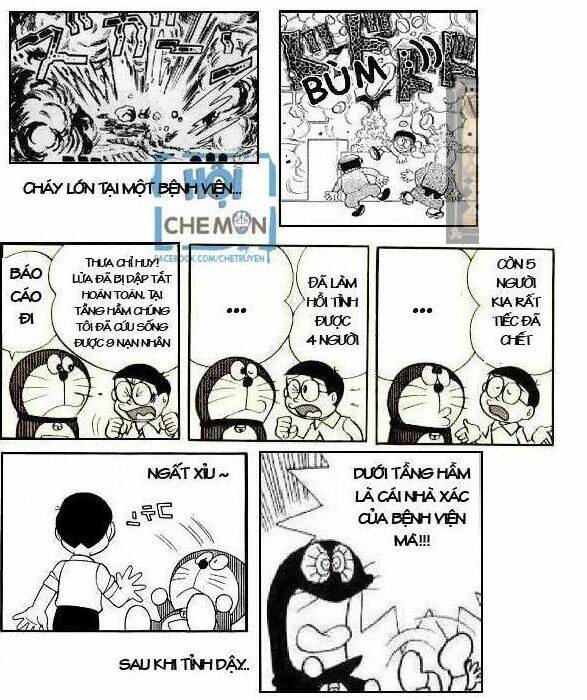 BÙM :)))
CHÁY LỚN TẠI MỘT BỆNH VIỆN...
HỘI
CHEMON
FACEBOOK.COM/CHETRUYEN
BÁO
CÁO
ĐI
THƯA CHỈ HUY!
LỬA ĐÃ BỊ DẬP TẮT
HOÀN TOÀN. TẠI
TẦNG HẦM CHÚNG
TÔI ĐÃ CỨU SỐNG
ĐƯỢC 9 NẠN NHÂN
...
ĐÃ LÀM
HỒI TỈNH
ĐƯỢC
4 NGƯỜI
...
CÒN 5
NGƯỜI
KIA RẤT
TIẾC ĐÃ
CHẾT
NGẤT XỈU ~
DƯỚI TẦNG HẦM
LÀ CÁI NHÀ XÁC
CỦA BỆNH VIỆN
MÁ!!!
SAU KHI TỈNH DẬY..